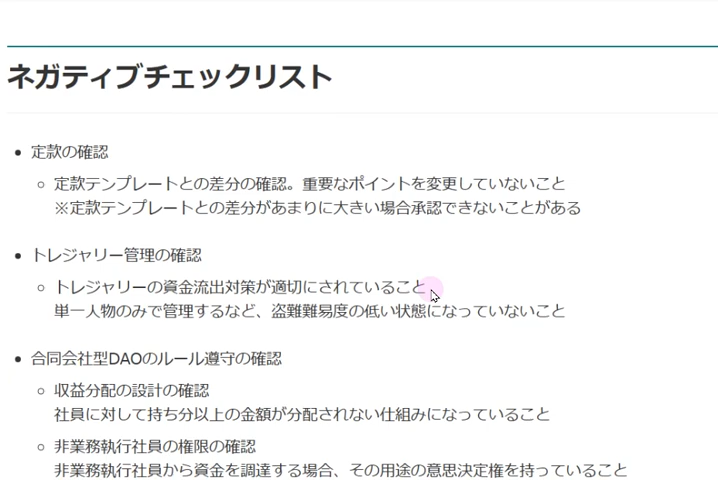 ネガティブチェックリスト
定款の確認
定款テンプレートとの差分の確認。重要なポイントを変更していないこと
※定款テンプレートとの差分があまりに大きい場合承認できないことがある
トレジャリー管理の確認
トレジャリーの資金流出対策が適切にされていること
単一人物のみで管理するなど、盗難難易度の低い状態になっていないこと
合同会社型DAOのルール遵守の確認
収益分配の設計の確認
社員に対して持ち分以上の金額が分配されない仕組みになっていること
非業務執行社員の権限の確認
非業務執行社員から資金を調達する場合、その用途の意思決定権を持っていること